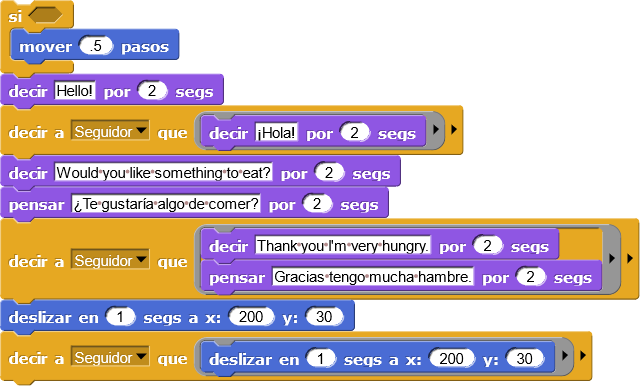 si
mover .5 pasos
decir Hello! por 2 segs
decir a Seguidor que decir ¡Hola! por 2 segs
decir Would you like something to eat? por 2 segs
pensar ¿Te gustaría algo de comer? por 2 segs
decir a Seguidor que decir Thank you I'm very hungry. por 2 segs
pensar Gracias tengo mucha hambre. por 2 segs
deslizar en 1 segs a x: 200 y: 30
decir a Seguidor que deslizar en 1 segs a x: 200 y: 30